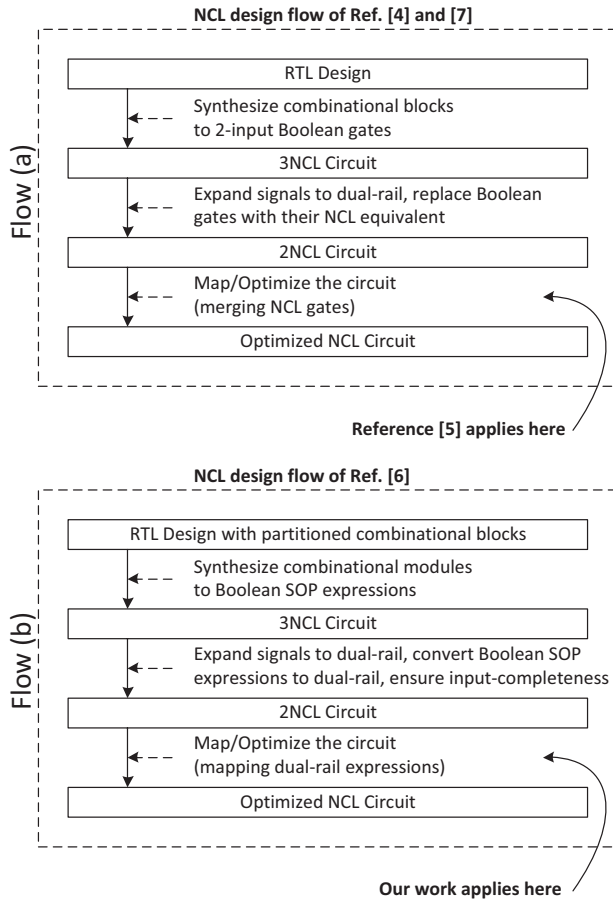 NCL design flow of Ref. [4] and [7]
Flow (a)
RTL Design
Synthesize combinational blocks
to 2-input Boolean gates
3NCL Circuit
Expand signals to dual-rail, replace Boolean
gates with their NCL equivalent
2NCL Circuit
Map/Optimize the circuit
(merging NCL gates)
Optimized NCL Circuit
Reference [5] applies here
NCL design flow of Ref. [6]
Flow (b)
RTL Design with partitioned combinational blocks
Synthesize combinational modules
to Boolean SOP expressions
3NCL Circuit
Expand signals to dual-rail, convert Boolean SOP
expressions to dual-rail, ensure input-completeness
2NCL Circuit
Map/Optimize the circuit
(mapping dual-rail expressions)
Optimized NCL Circuit
Our work applies here